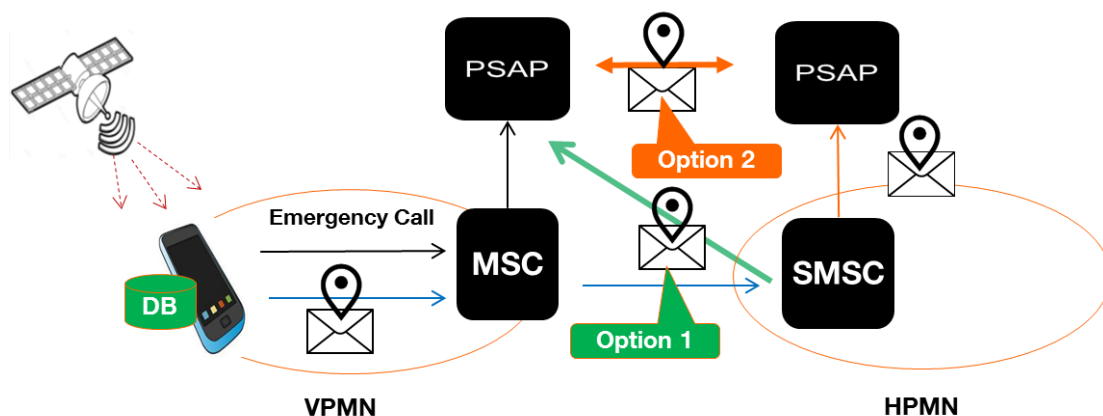 PSAP
PSAP
Option 2
Emergency Call
MSC
SMSC
DB
Option 1
VPMN
HPMN